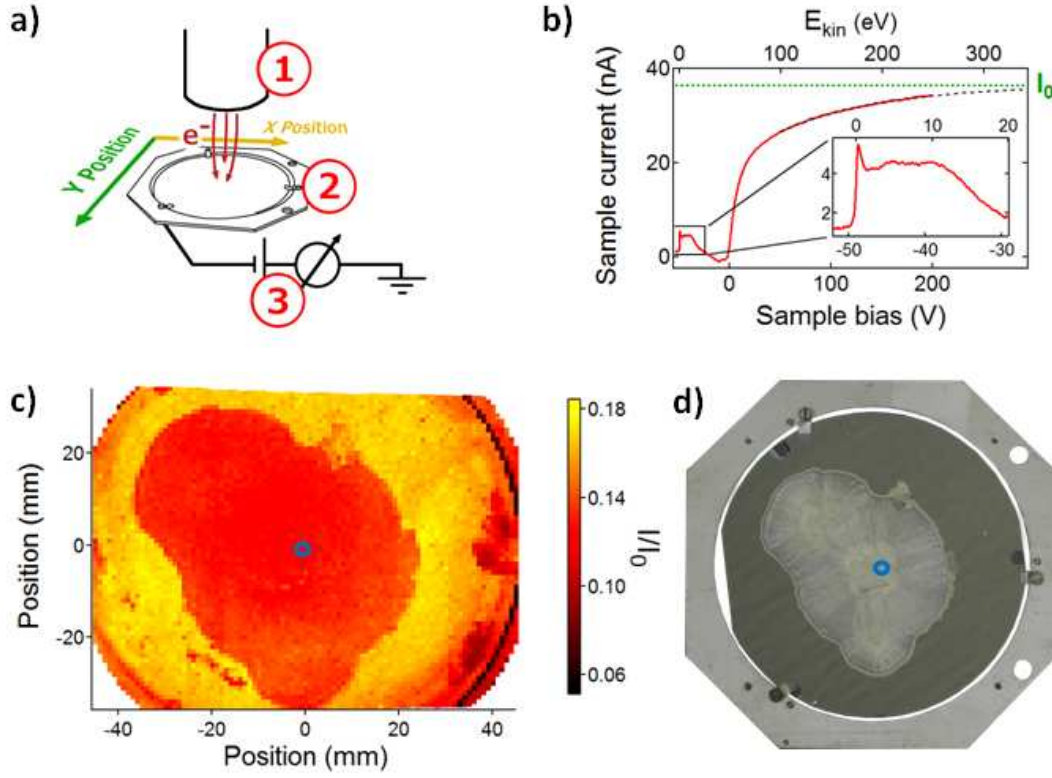 a)
1
e-
X Position
Y Position
2
3
b)
E_kin (eV)
0 100 200 300
Sample current (nA)
40
20
0
I_0
0 10 20
4
2
-50 -40 -30
0 100 200
Sample bias (V)
c)
Position (mm)
20
0
-20
-40 -20 0 20 40
Position (mm)
0.18
0.14
0.10
0.06
I/I_0
d)